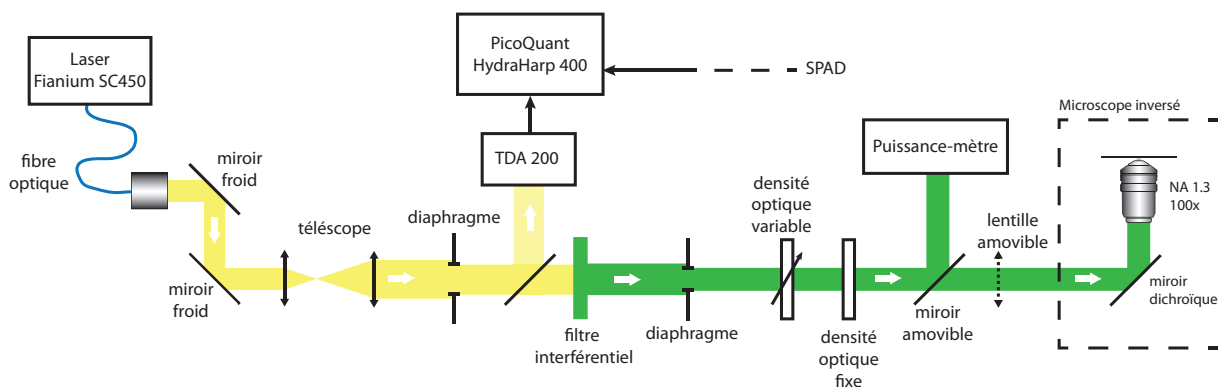 Laser
Fianium SC450
fibre
optique
miroir
froid
miroir
froid
téléscope
diaphragme
PicoQuant
HydraHarp 400
SPAD
TDA 200
filtre
interférentiel
diaphragme
densité
optique
variable
densité
optique
fixe
Puissance-mètre
miroir
amovible
lentille
amovible
Microscope inversé
NA 1.3
100x
miroir
dichroïque